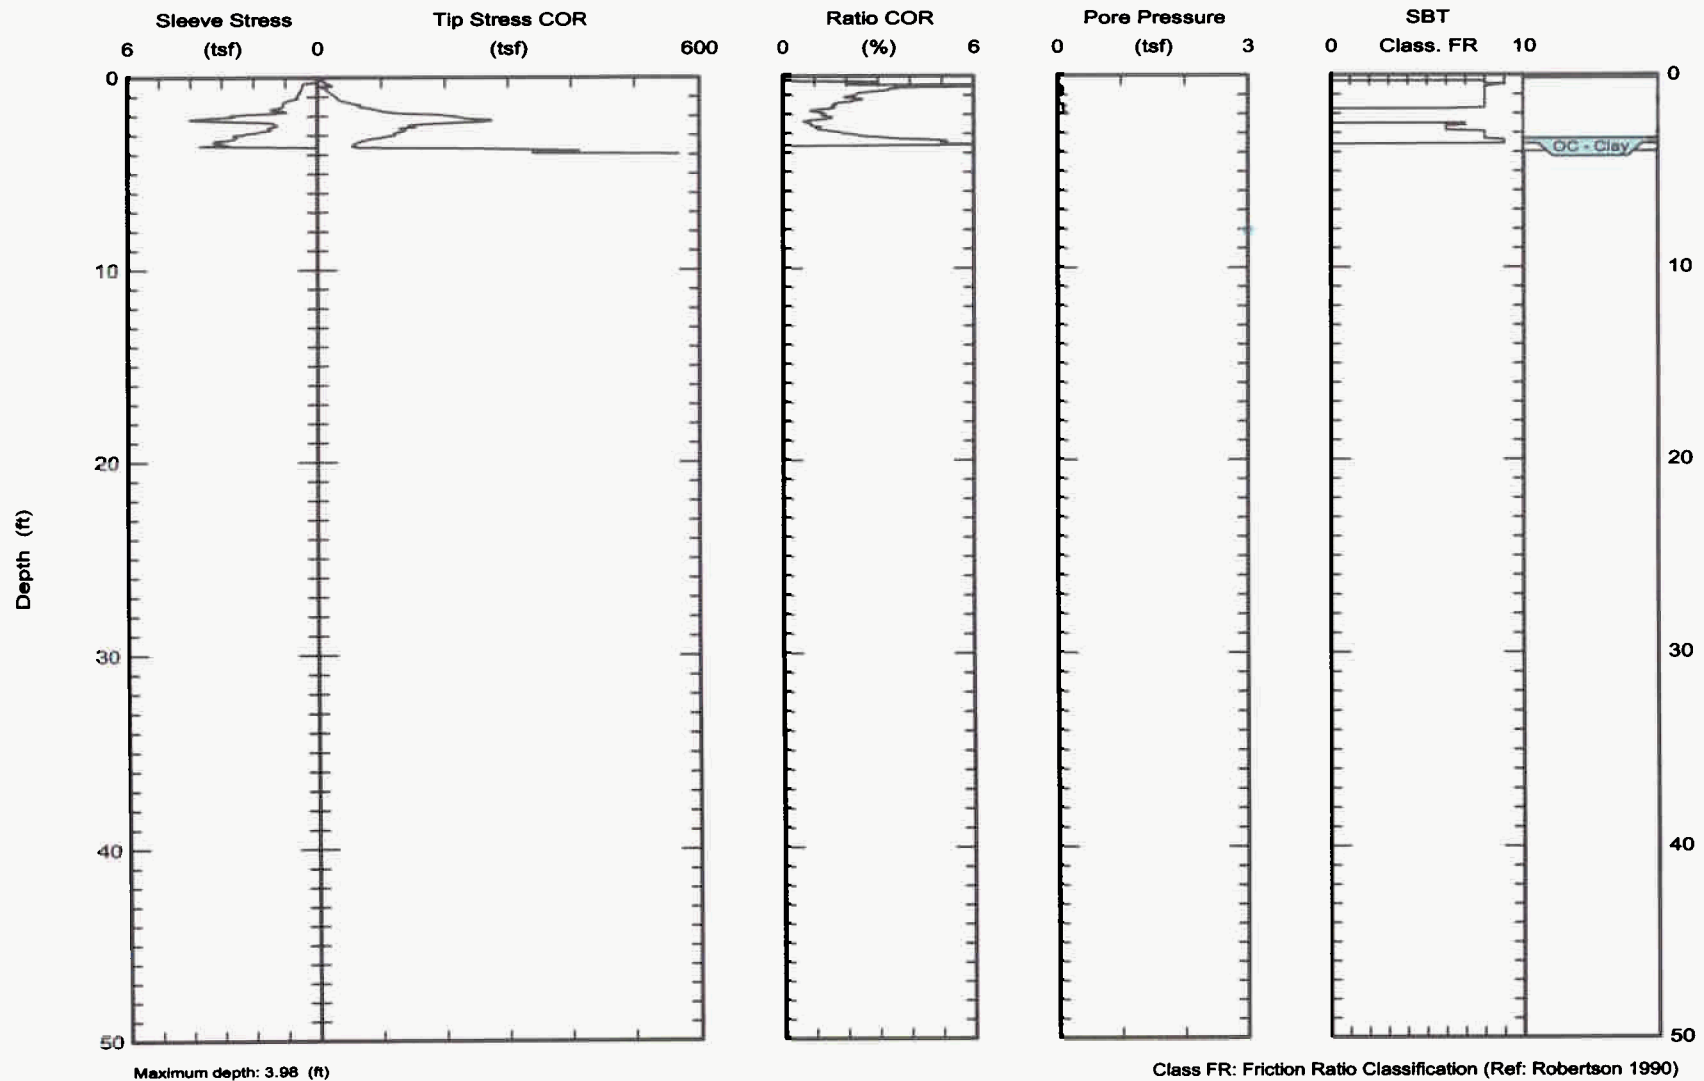 Sleeve Stress Tip Stress COR Ratio COR Pore Pressure SBT
6 (tsf) 0 (tsf) 600 0 (%) 6 0 (tsf) 3 0 Class. FR 10
0 0
OC - Clay
10 10
20 20
Depth (ft)
30 30
40 40
50 50
Maximum depth: 3.98 (ft) Class FR: Friction Ratio Classification (Ref: Robertson 1990)